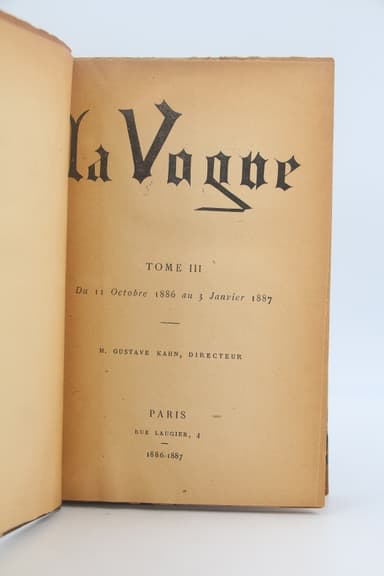 la Vogue
TOME III
Du 11 Octobre 1886 au 3 Janvier 1887
M. GUSTAVE KAHN, DIRECTEUR
PARIS
RUE LAUGIER, 4
1886-1887